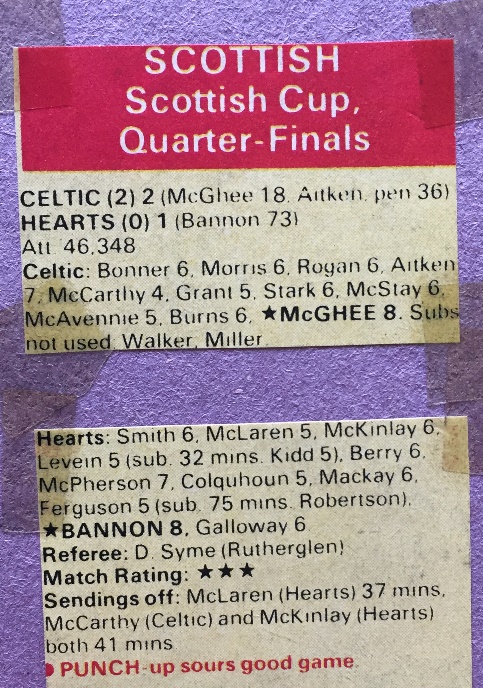 SCOTTISH
Scottish Cup,
Quarter-Finals
CELTIC (2) 2 (McGhee 18, Aitken, pen 36)
HEARTS (0) 1 (Bannon 73)
Att. 46,348
Celtic: Bonner 6, Morris 6, Rogan 6, Aitken
7, McCarthy 4, Grant 5, Stark 6, McStay 6,
McAvennie 5, Burns 6, ★McGHEE 8. Subs
not used: Walker, Miller.
Hearts: Smith 6, McLaren 5, McKinlay 6,
Levein 5 (sub. 32 mins. Kidd 5), Berry 6,
McPherson 7, Colquhoun 5, Mackay 6,
Ferguson 5 (sub. 75 mins. Robertson),
★BANNON 8, Galloway 6
Referee: D. Syme (Rutherglen)
Match Rating: ★★★
Sendings off: McLaren (Hearts) 37 mins,
McCarthy (Celtic) and McKinlay (Hearts)
both 41 mins
● PUNCH-up sours good game